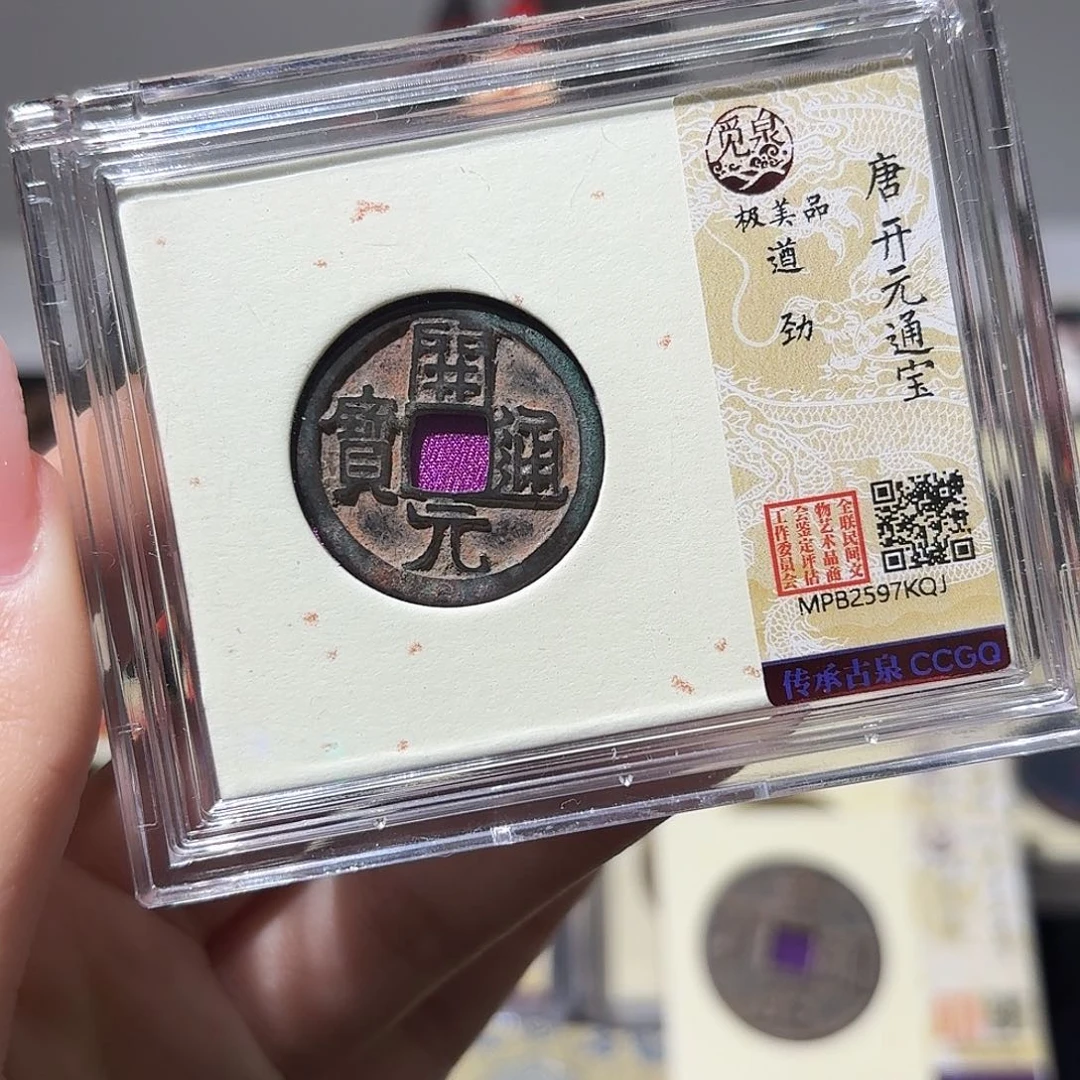 開元通寶
觅泉
唐开元通宝
极美品
遒劲
全联民间文
物艺术品商
会鉴定评估
工作委员会
MPB2597KQJ
传承古泉 CCGQ